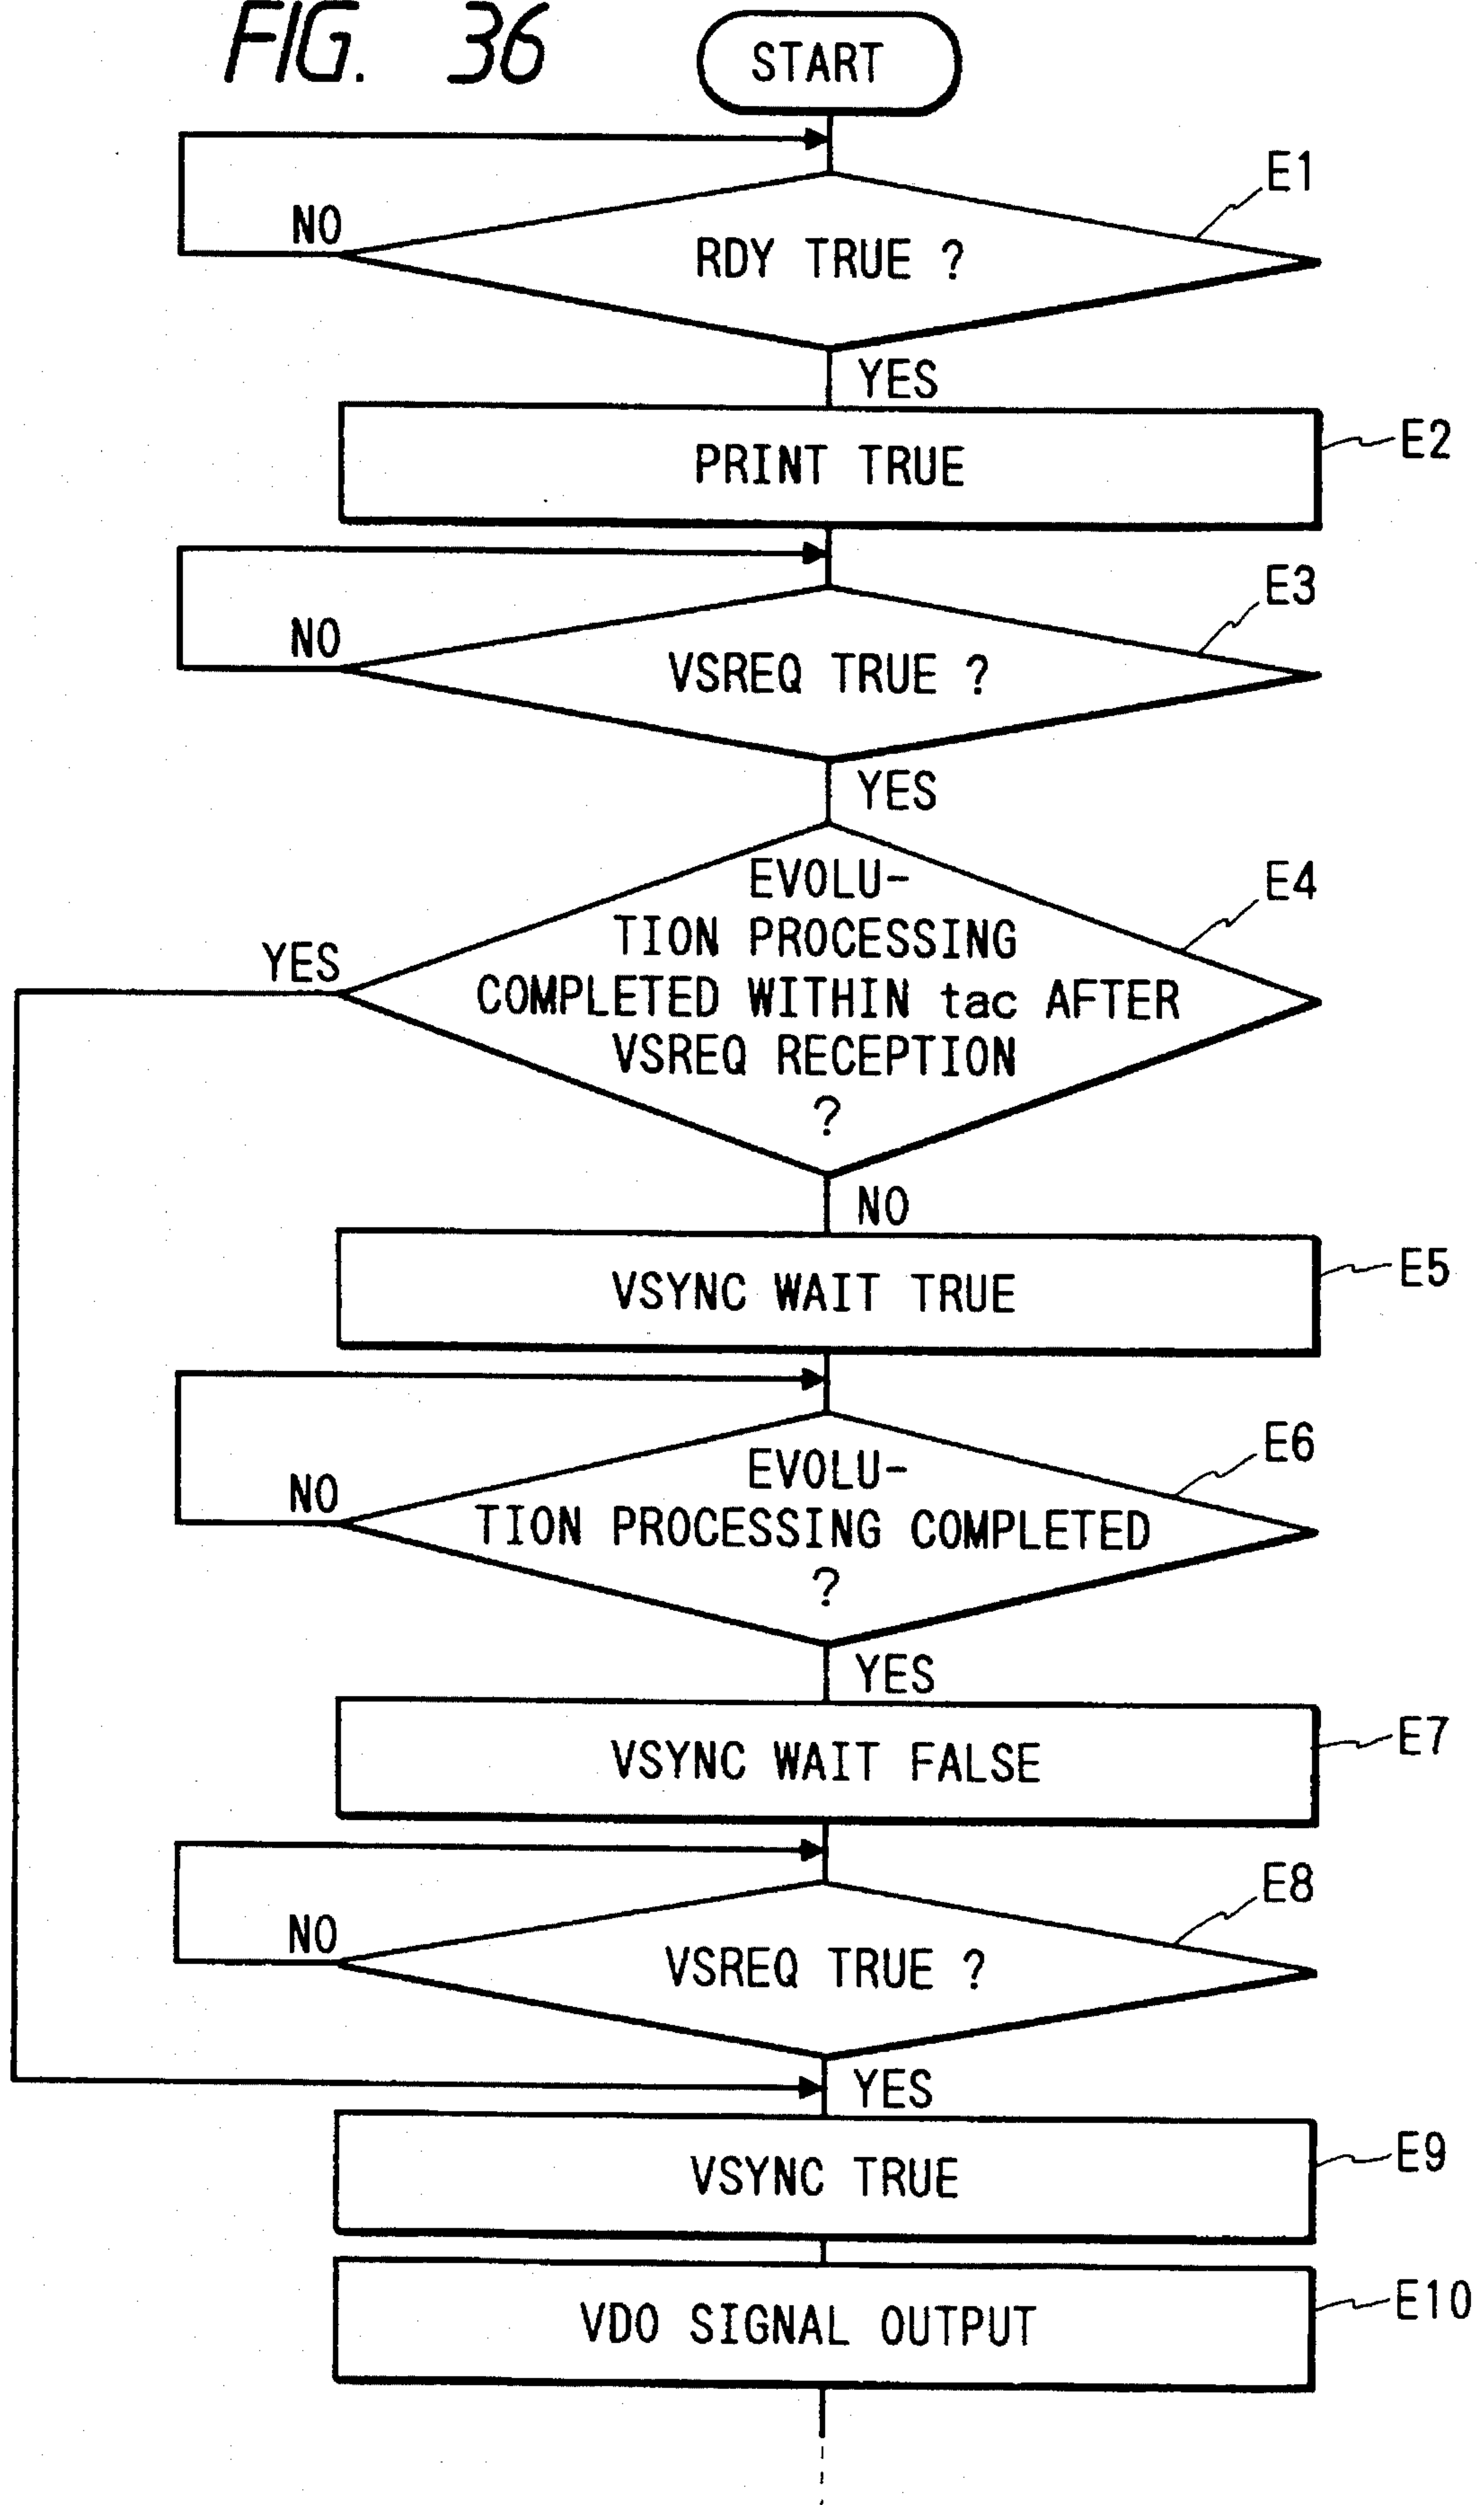 FIG. 36
START
E1
NO
RDY TRUE ?
YES
E2
PRINT TRUE
E3
NO
VSREQ TRUE ?
YES
E4
EVOLU-
TION PROCESSING
YES
COMPLETED WITHIN tac AFTER
VSREQ RECEPTION
?
NO
E5
VSYNC WAIT TRUE
E6
EVOLU-
NO
TION PROCESSING COMPLETED
?
YES
E7
VSYNC WAIT FALSE
E8
NO
VSREQ TRUE ?
YES
E9
VSYNC TRUE
E10
VDO SIGNAL OUTPUT